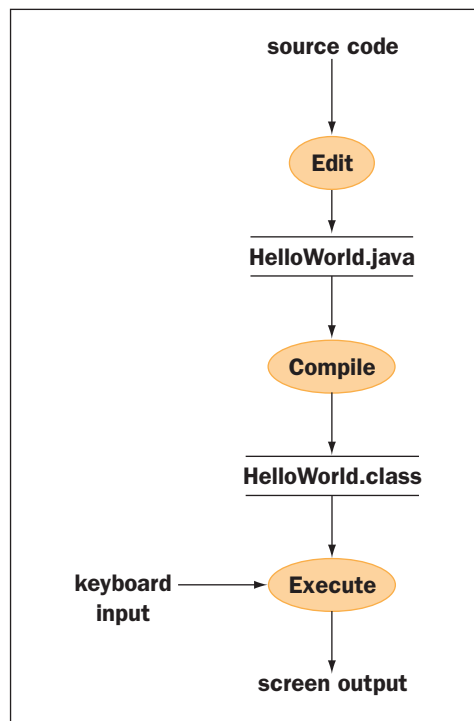 source code
Edit
HelloWorld.java
Compile
HelloWorld.class
keyboard
input
Execute
screen output